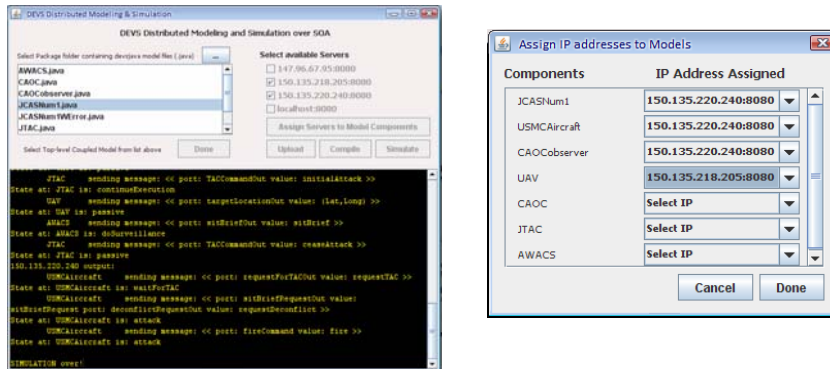 DEVS Distributed Modeling & Simulation
DEVS Distributed Modeling and Simulation over SOA
Select Package folder containing devsjava model files (.java)
...
Select available Servers
AWACS.java
CAOC.java
CAOCobserver.java
JCASNum1.java
JCASNum1WError.java
JTAC.java
147.96.67.95:8080
150.135.218.205:8080
150.135.220.240:8080
localhost:8080
Assign Servers to Model Components
Select Top-level Coupled Model from list above
Done
Upload
Compile
Simulate
JTAC sending message: << port: TACCommandOut value: initialAttack >>
State at: JTAC is: continueExecution
UAV sending message: << port: targetLocationOut value: (Lat,Long) >>
State at: UAV is: passive
AWACS sending message: << port: sitBriefOut value: sitBrief >>
State at: AWACS is: doSurveillance
JTAC sending message: << port: TACCommandOut value: ceaseAttack >>
State at: JTAC is: passive
150.135.220.240 output:
USMCAircraft sending message: << port: requestForTACOut value: requestTAC >>
State at: USMCAircraft is: waitForTAC
USMCAircraft sending message: << port: sitBriefRequestOut value:
sitBriefRequest port: deconflictRequestOut value: requestDeconflict >>
State at: USMCAircraft is: attack
USMCAircraft sending message: << port: fireCommand value: fire >>
State at: USMCAircraft is: attack
SIMULATION over!
Assign IP addresses to Models
Components IP Address Assigned
JCASNum1 150.135.220.240:8080
USMCAircraft 150.135.220.240:8080
CAOCobserver 150.135.220.240:8080
UAV 150.135.218.205:8080
CAOC Select IP
JTAC Select IP
AWACS Select IP
Cancel Done